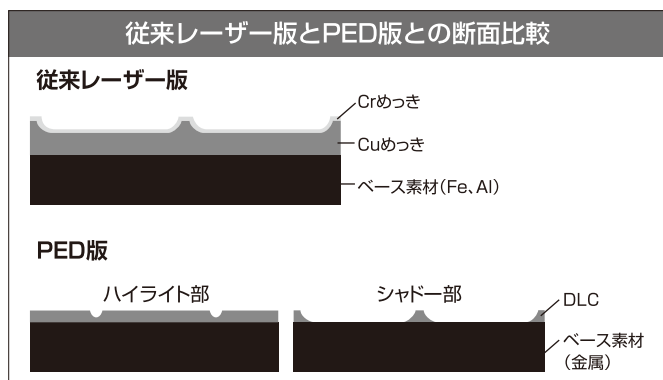 従来レーザー版とPED版との断面比較
従来レーザー版
Crめっき
Cuめっき
ベース素材(Fe、Al)
PED版
ハイライト部
シャドー部
DLC
ベース素材
(金属)